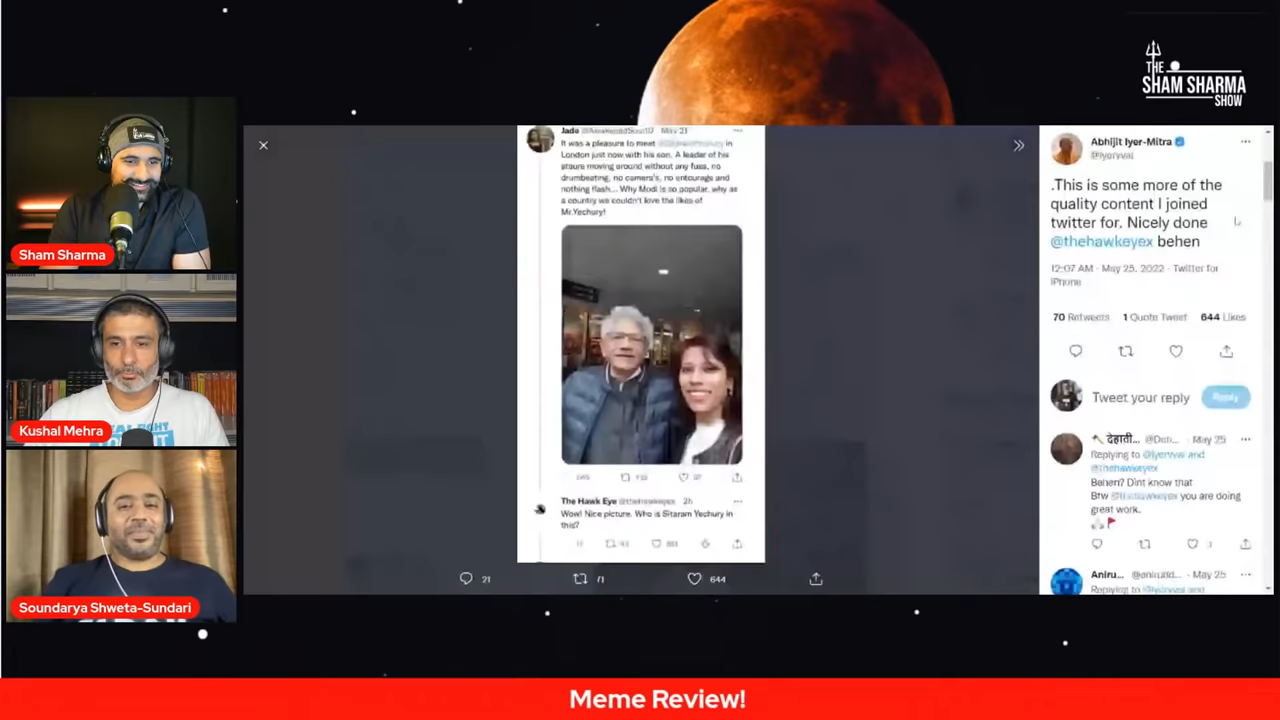 THE
SHAM SHARMA
SHOW
Sham Sharma
Kushal Mehra
Soundarya Shweta-Sundari
Jade May 21
It was a pleasure to meet in
London just now with his son. A leader of his
stature moving around without any fuss, no
drumbeating, no camera's, no entourage and
nothing flash... Why Modi is so popular, why as
a country we couldn't love the likes of
Mr.Yechury!
The Hawk Eye @thehawkeyex 2h
Wow! Nice picture. Who is Sitaram Yechury in
this?
21
71
644
Abhijit Iyer-Mitra
@Iyervval
.This is some more of the
quality content I joined
twitter for. Nicely done
@thehawkeyex behen
12:07 AM · May 25, 2022 · Twitter for
iPhone
70 Retweets 1 Quote Tweet 644 Likes
Tweet your reply
Reply
देहाती... @Deh... · May 25
Replying to @Iyervval and
@thehawkeyex
Behen? Dint know that
Btw @thehawkeyex you are doing
great work.
Aniru... @anirudd... · May 25
Replying to @Iyervval and
Meme Review!